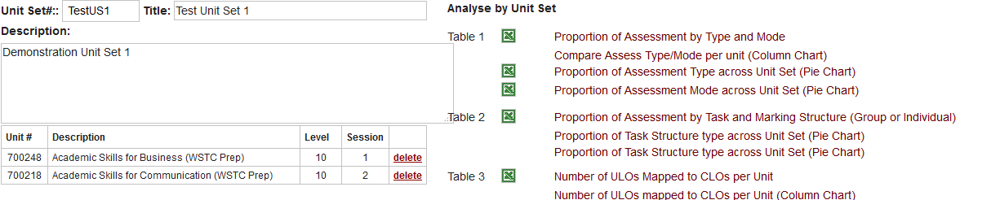 Unit Set#:: TestUS1 Title: Test Unit Set 1
Description:
Demonstration Unit Set 1
Unit # Description Level Session
700248 Academic Skills for Business (WSTC Prep) 10 1 delete
700218 Academic Skills for Communication (WSTC Prep) 10 2 delete
Analyse by Unit Set
Table 1 Proportion of Assessment by Type and Mode
Compare Assess Type/Mode per unit (Column Chart)
Proportion of Assessment Type across Unit Set (Pie Chart)
Proportion of Assessment Mode across Unit Set (Pie Chart)
Table 2 Proportion of Assessment by Task and Marking Structure (Group or Individual)
Proportion of Task Structure type across Unit Set (Pie Chart)
Proportion of Task Structure type across Unit Set (Pie Chart)
Table 3 Number of ULOs Mapped to CLOs per Unit
Number of ULOs mapped to CLOs per Unit (Column Chart)